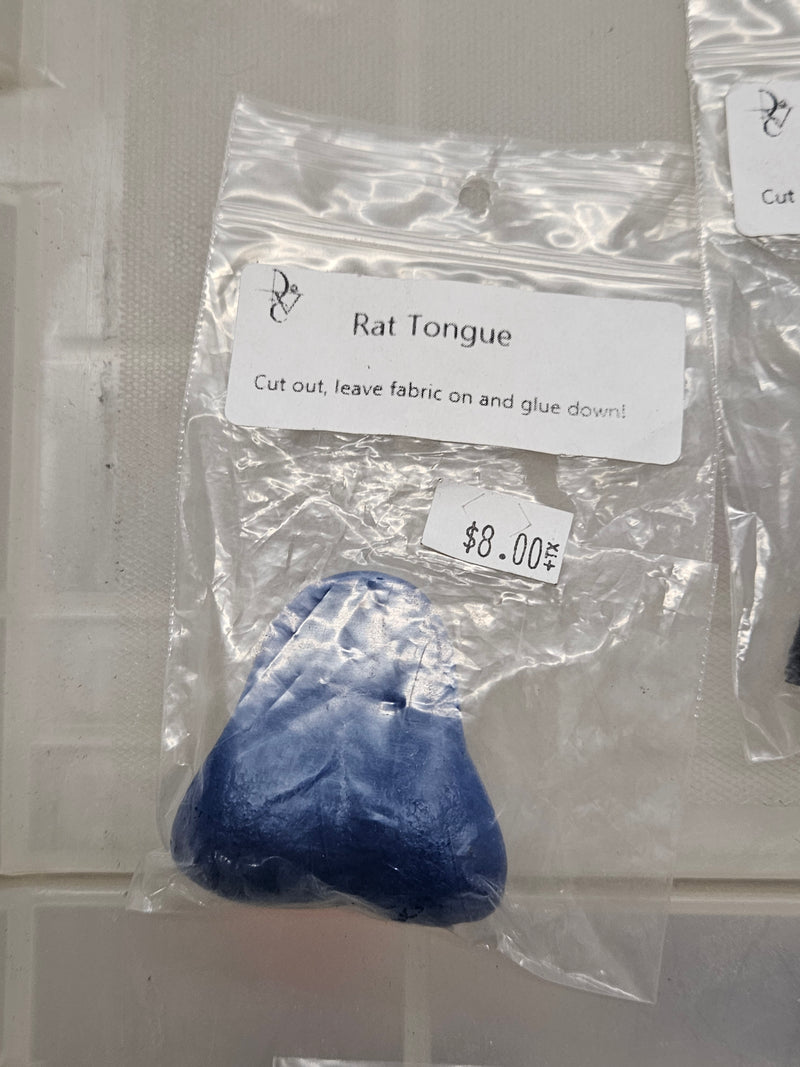 Rat Tongue
Cut out, leave fabric on and glue down!
$8.00+TX
Cut